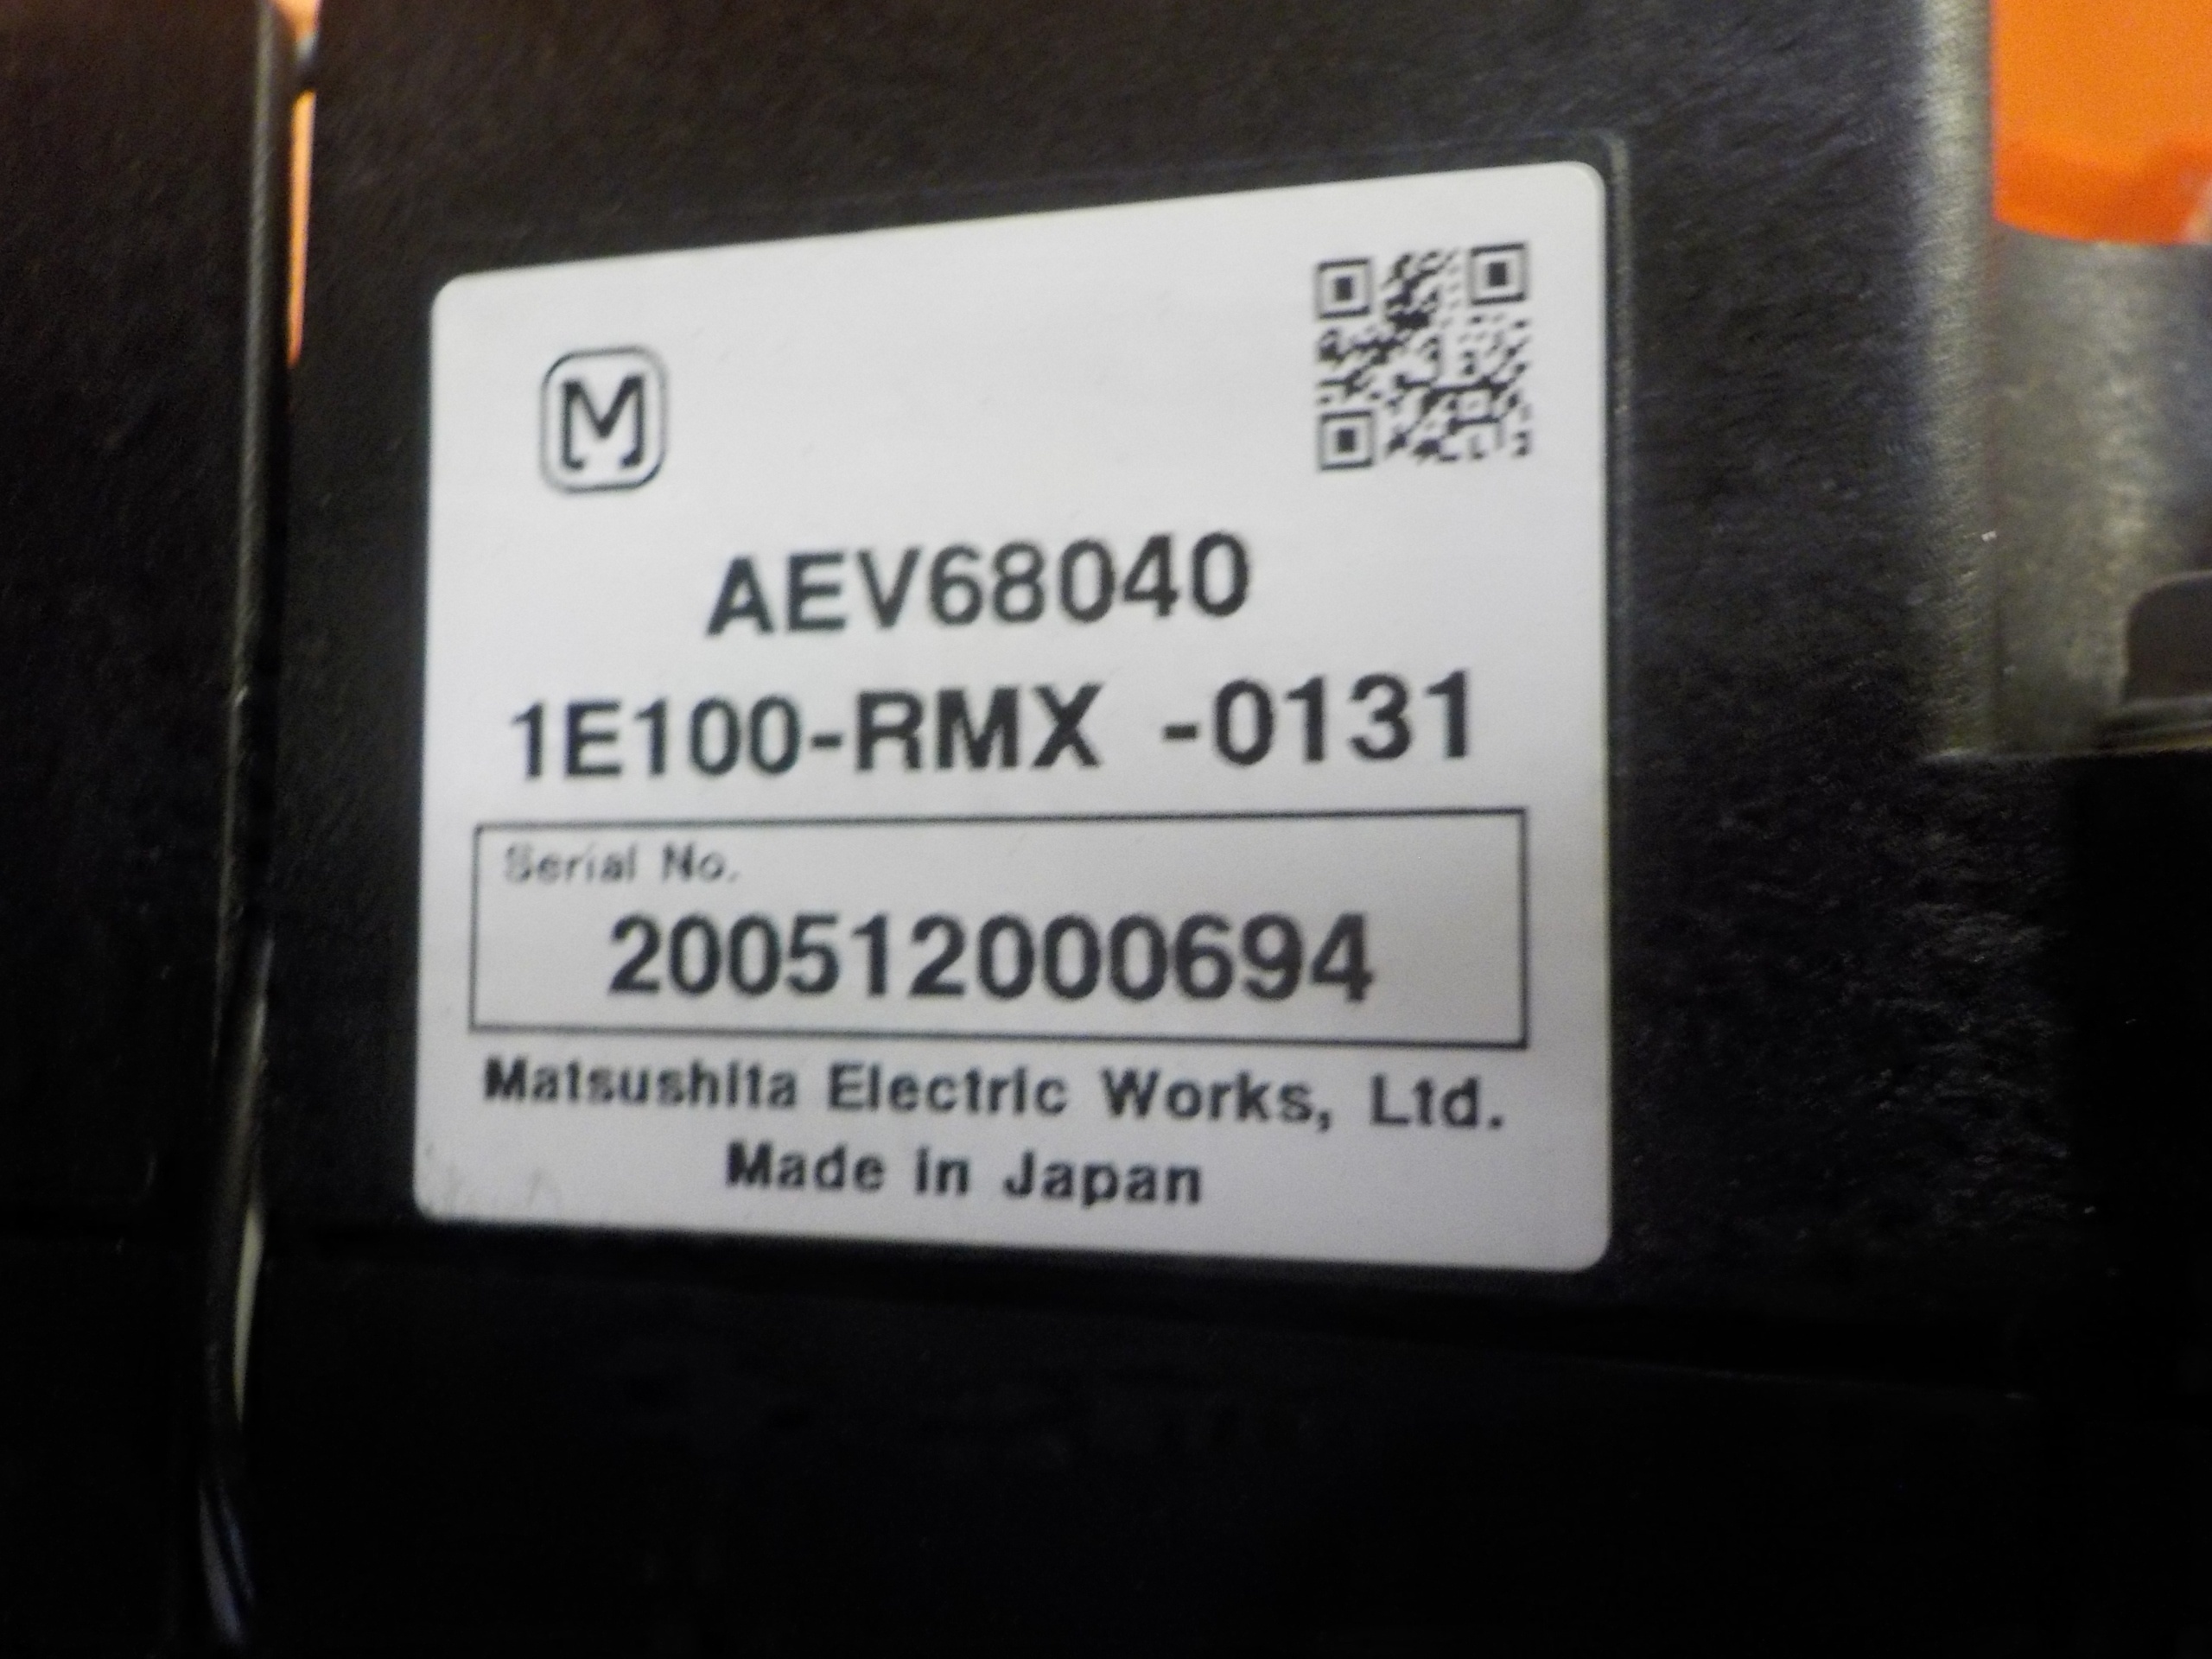 M
AEV68040
1E100-RMX -0131
Serial No.
200512000694
Matsushita Electric Works, Ltd.
Made in Japan